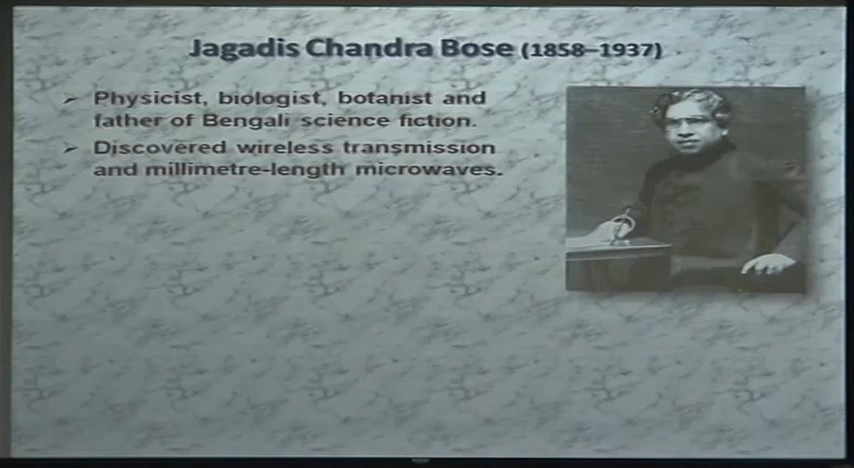 Jagadis Chandra Bose (1858–1937)
➢ Physicist, biologist, botanist and
father of Bengali science fiction.
➢ Discovered wireless transmission
and millimetre-length microwaves.